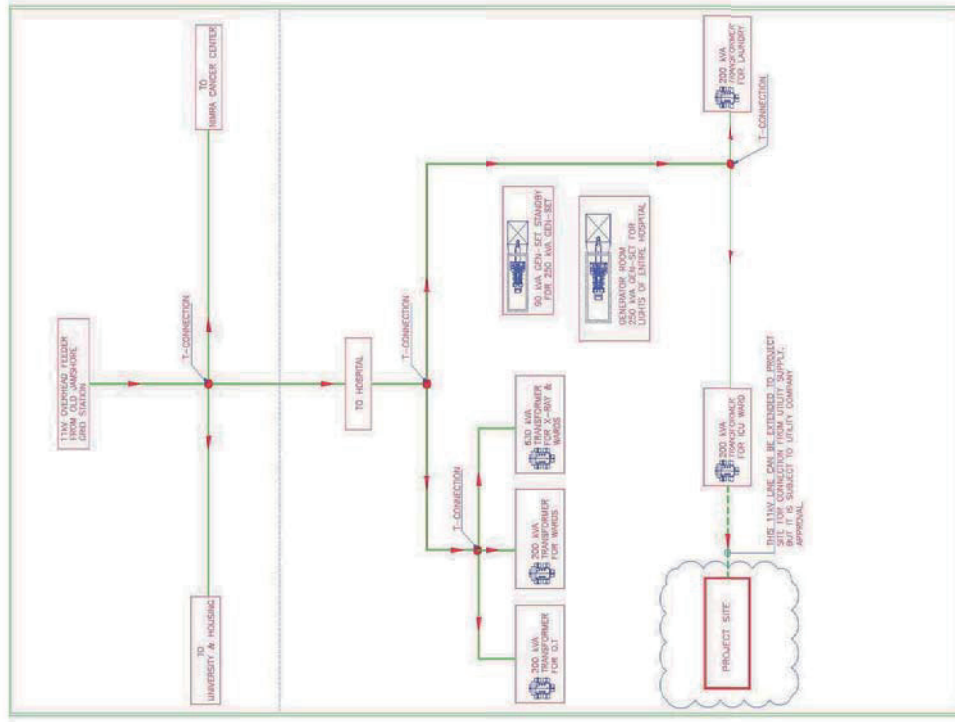 TO
NIMRA CANCER CENTER
11kV OVERHEAD FEEDER
FROM OLD JAMSHORE
GRID STATION
T-CONNECTION
TO
UNIVERSITY & HOUSING
TO HOSPITAL
T-CONNECTION
T-CONNECTION
630 kVA
TRANSFORMER
FOR X-RAY &
WARDS
200 kVA
TRANSFORMER
FOR WARDS
200 kVA
TRANSFORMER
FOR O.T
90 kVA GEN-SET STANDBY
FOR 250 kVA GEN-SET
GENERATOR ROOM
250 kVA GEN-SET FOR
LIGHTS OF ENTIRE HOSPITAL
200 kVA
TRANSFORMER
FOR LAUNDRY
T-CONNECTION
200 kVA
TRANSFORMER
FOR ICU WARD
THIS 11kV LINE CAN BE EXTENDED TO PROJECT
SITE FOR CONNECTION FROM UTILITY SUPPLY,
BUT IT IS SUBJECT TO UTILITY COMPANY
APPROVAL
PROJECT SITE